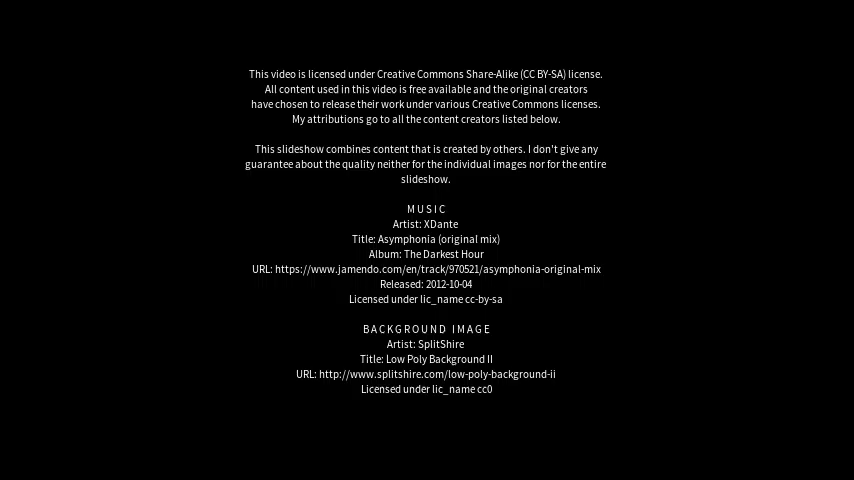 This video is licensed under Creative Commons Share-Alike (CC BY-SA) license.
All content used in this video is free available and the original creators
have chosen to release their work under various Creative Commons licenses.
My attributions go to all the content creators listed below.
This slideshow combines content that is created by others. I don't give any
guarantee about the quality neither for the individual images nor for the entire
slideshow.
MUSIC
Artist: XDante
Title: Asymphonia (original mix)
Album: The Darkest Hour
URL: https://www.jamendo.com/en/track/970521/asymphonia-original-mix
Released: 2012-10-04
Licensed under lic_name cc-by-sa
BACKGROUND IMAGE
Artist: SplitShire
Title: Low Poly Background II
URL: http://www.splitshire.com/low-poly-background-ii
Licensed under lic_name cc0